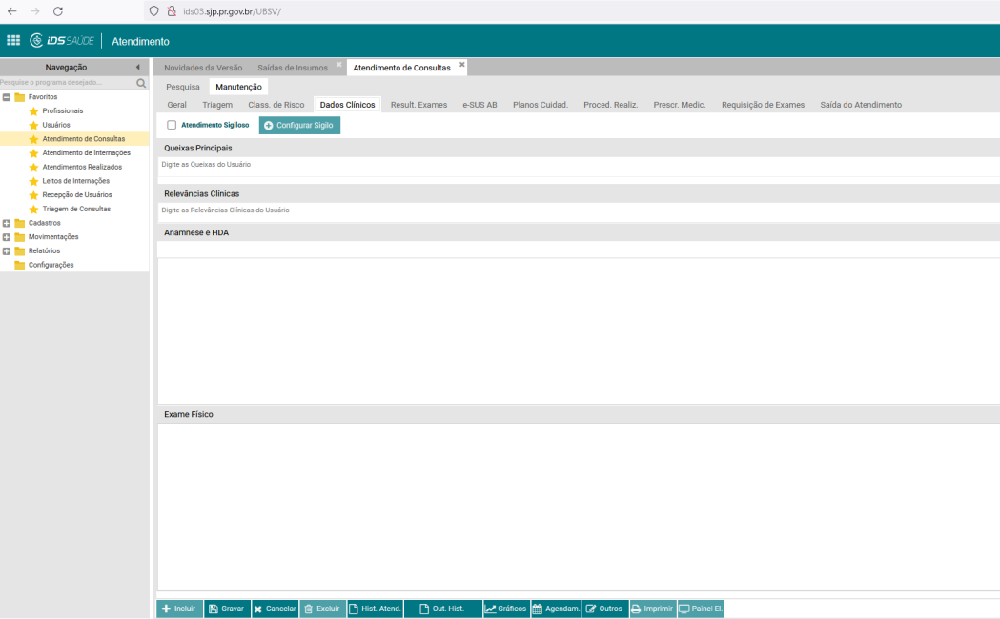 ids03.sjp.pr.gov.br/UBSV/
iDS SAÚDE Atendimento
Navegação
Novidades da Versão Saídas de Insumos Atendimento de Consultas
Pesquise o programa desejado...
Pesquisa Manutenção
Favoritos
Profissionais
Usuários
Atendimento de Consultas
Atendimento de Internações
Atendimentos Realizados
Leitos de Internações
Recepção de Usuários
Triagem de Consultas
Cadastros
Movimentações
Relatórios
Configurações
Geral Triagem Class. de Risco Dados Clínicos Result. Exames e-SUS AB Planos Cuidad. Proced. Realiz. Prescr. Medic. Requisição de Exames Saída do Atendimento
Atendimento Sigiloso Configurar Sigilo
Queixas Principais
Digite as Queixas do Usuário
Relevâncias Clínicas
Digite as Relevâncias Clínicas do Usuário
Anamnese e HDA
Exame Físico
Incluir Gravar Cancelar Excluir Hist. Atend. Out. Hist. Gráficos Agendam. Outros Imprimir Painel El.